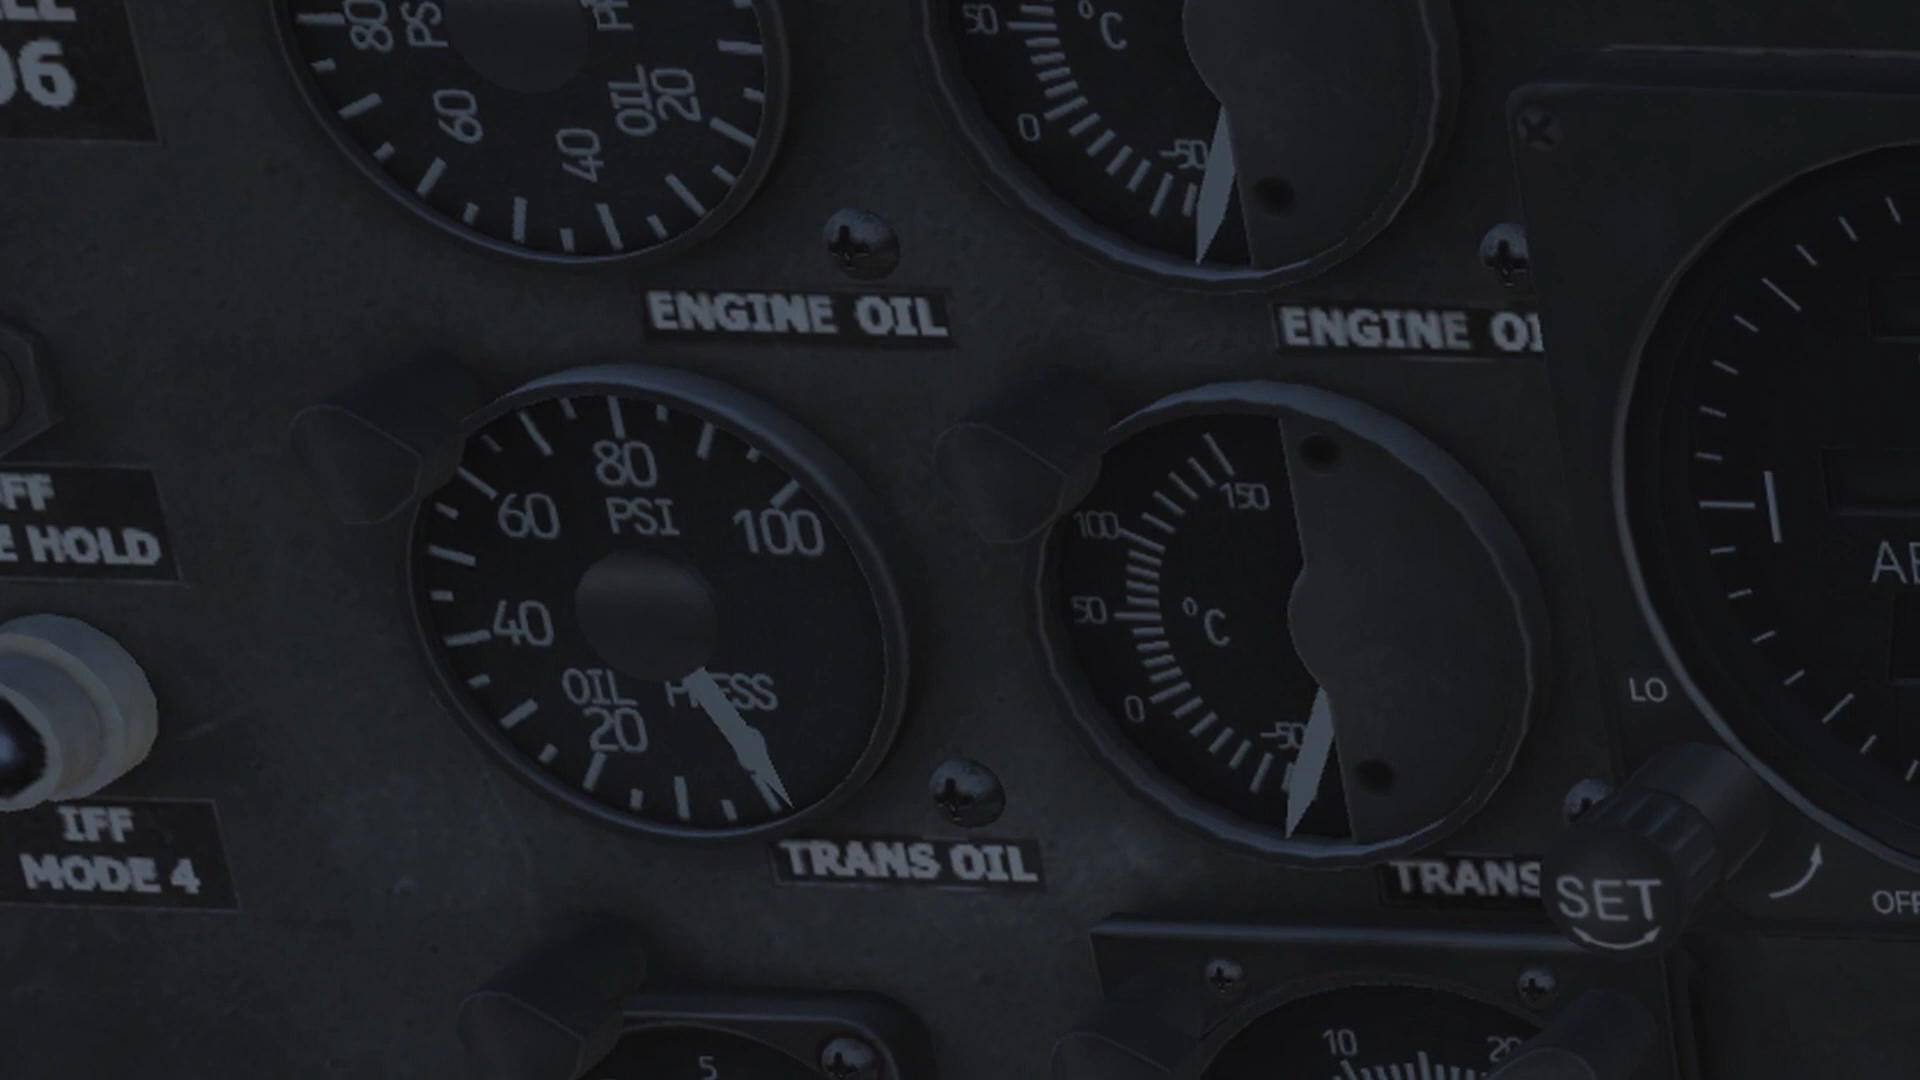 06
80
PSI
60
40
OIL
20
50
°C
0
-50
ENGINE OIL
ENGINE OI
80
60
PSI
100
40
OIL PRESS
20
150
100
50
°C
0
-50
TRANS OIL
TRANS
FF
E HOLD
IFF
MODE 4
LO
SET
OFF
5
10
20